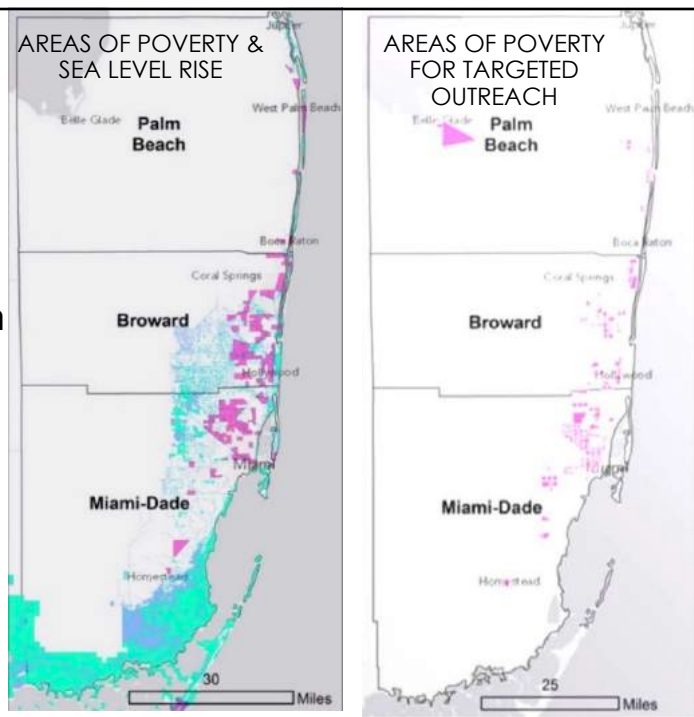 AREAS OF POVERTY &
SEA LEVEL RISE
Jupiter
West Palm Beach
Belle Glade
Palm
Beach
Boca Raton
Coral Springs
Broward
Hollywood
Miami
Miami-Dade
Homestead
30
Miles
AREAS OF POVERTY
FOR TARGETED
OUTREACH
Jupiter
West Palm Beach
Belle Glade
Palm
Beach
Boca Raton
Coral Springs
Broward
Hollywood
Miami
Miami-Dade
Homestead
25
Miles